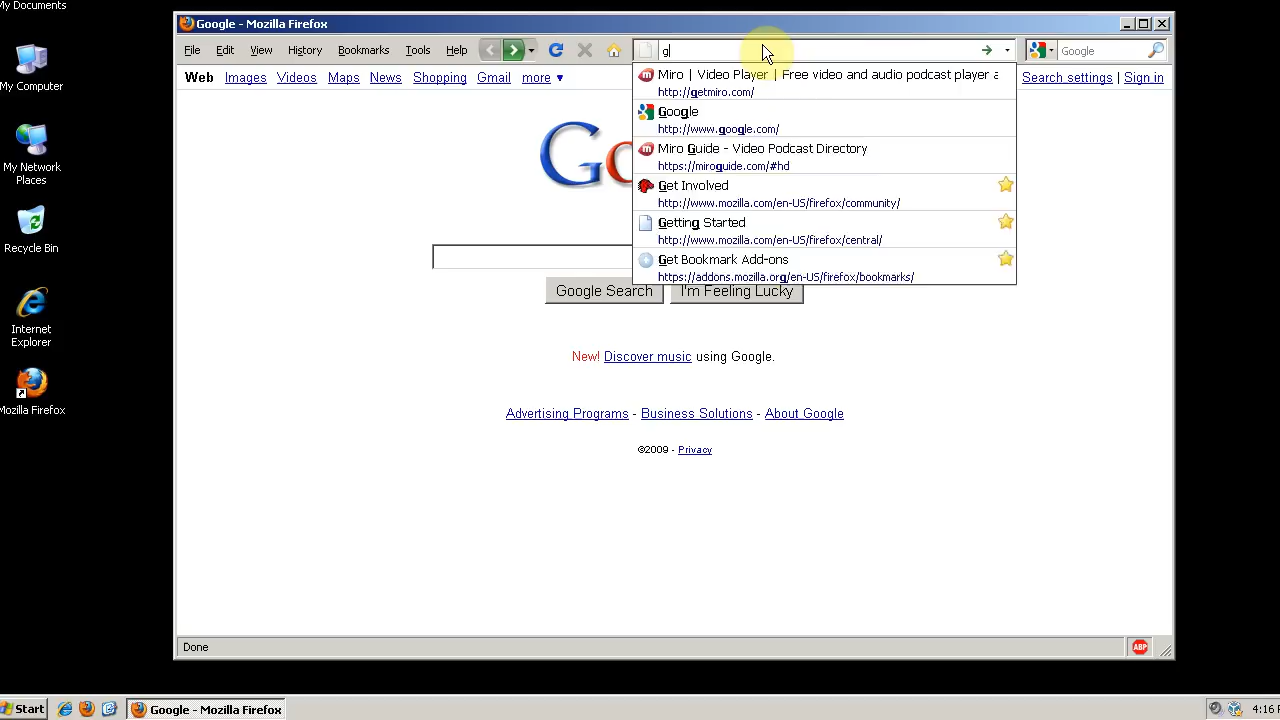 My Documents
My Computer
My Network
Places
Recycle Bin
Internet
Explorer
Mozilla Firefox
Google - Mozilla Firefox
File Edit View History Bookmarks Tools Help
g
Google
Web Images Videos Maps News Shopping Gmail more ▼
Search settings | Sign in
Go
Miro | Video Player | Free video and audio podcast player a
http://getmiro.com/
Google
http://www.google.com/
Miro Guide - Video Podcast Directory
https://miroguide.com/#hd
Get Involved
http://www.mozilla.com/en-US/firefox/community/
Getting Started
http://www.mozilla.com/en-US/firefox/central/
Get Bookmark Add-ons
https://addons.mozilla.org/en-US/firefox/bookmarks/
Google Search I'm Feeling Lucky
New! Discover music using Google.
Advertising Programs - Business Solutions - About Google
©2009 - Privacy
Done
ABP
Start
Google - Mozilla Firefox
4:16 P